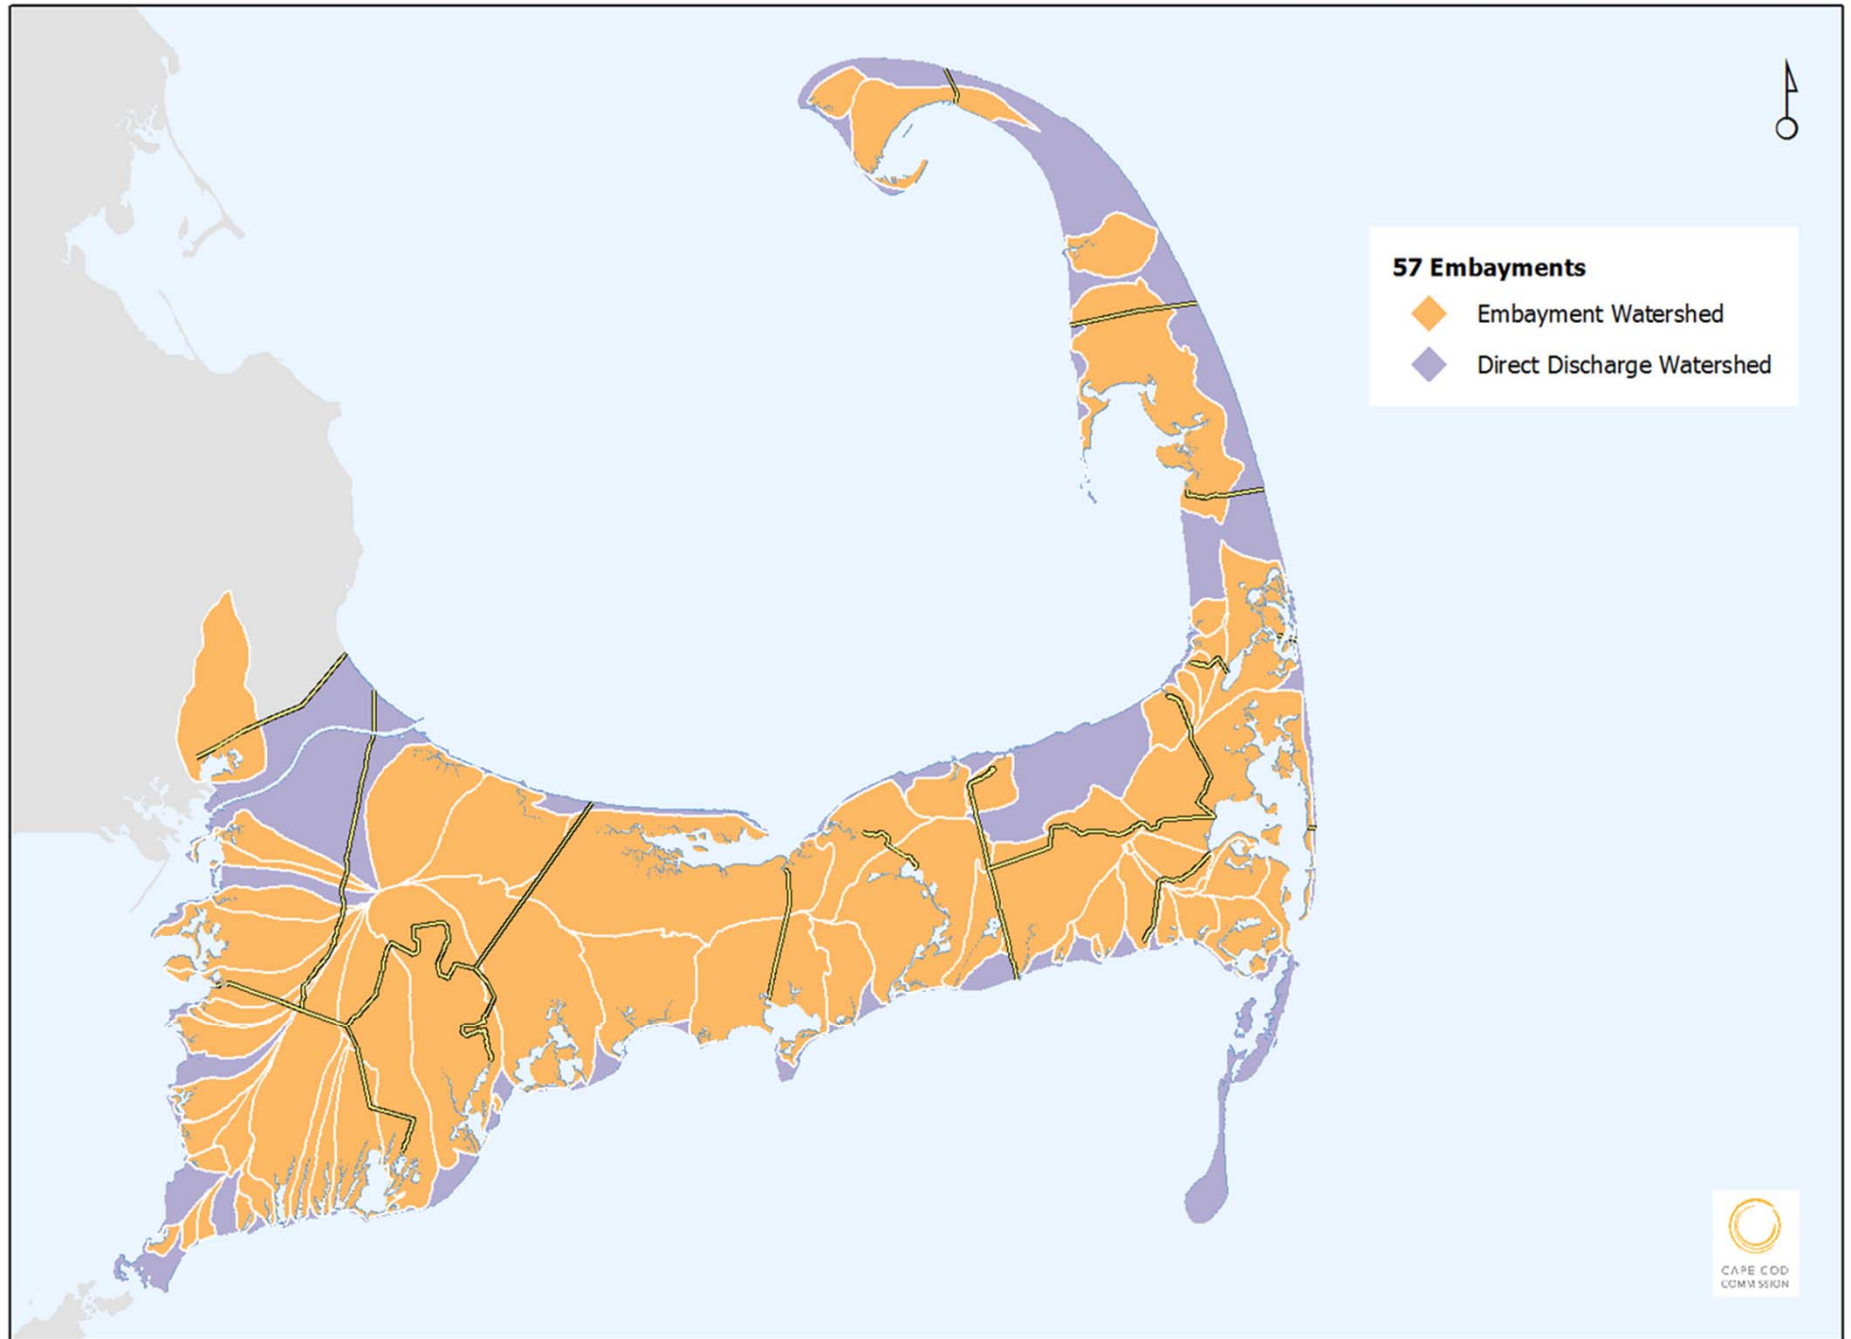 57 Embayments
Embayment Watershed
Direct Discharge Watershed
CAPE COD
COMMISSION